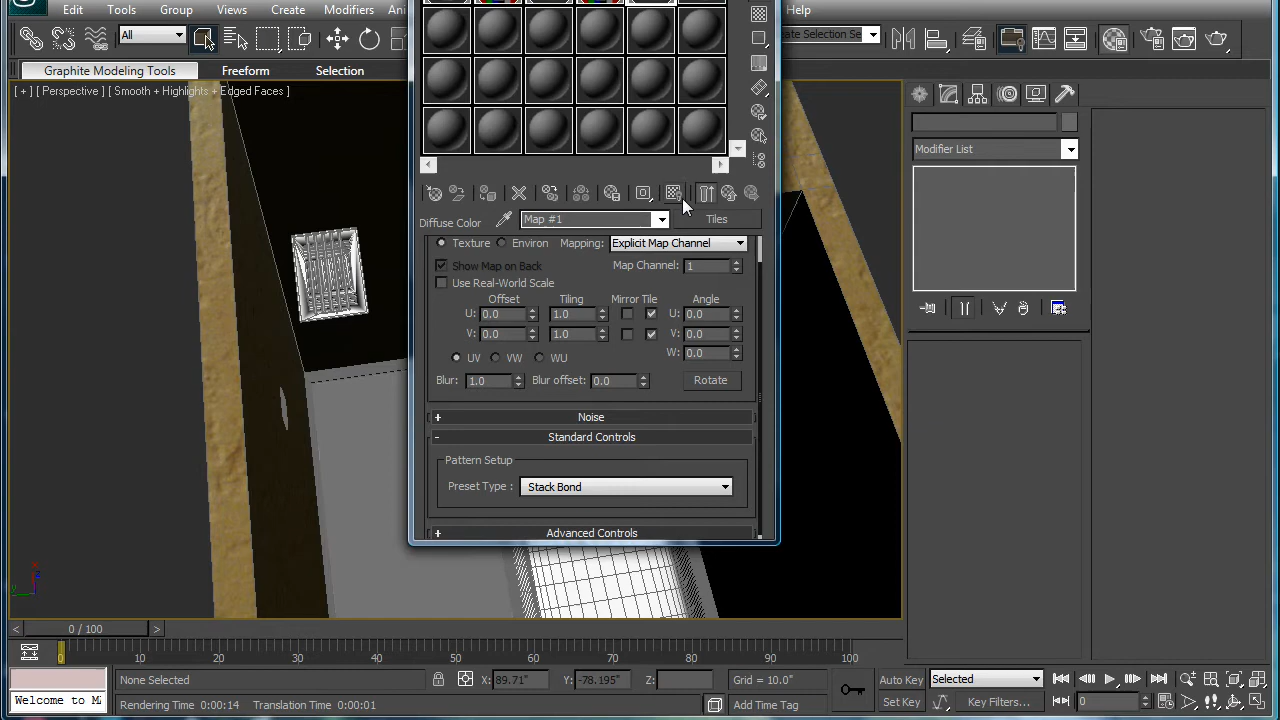 Edit Tools Group Views Create Modifiers Help
All
Create Selection Se
Graphite Modeling Tools Freeform Selection
[ + ] [ Perspective ] [ Smooth + Highlights + Edged Faces ]
Modifier List
Diffuse Color Map #1 Tiles
Texture Environ Mapping: Explicit Map Channel
Show Map on Back Map Channel: 1
Use Real-World Scale
Offset Tiling Mirror Tile Angle
U: 0.0 1.0 U: 0.0
V: 0.0 1.0 V: 0.0
W: 0.0
UV VW WU
Blur: 1.0 Blur offset: 0.0 Rotate
+ Noise
- Standard Controls
Pattern Setup
Preset Type : Stack Bond
+ Advanced Controls
< 0 / 100 >
0 10 20 30 40 50 60 70 80 90 100
None Selected X: 89.71" Y: -78.195" Z: Grid = 10.0" Auto Key Selected
Welcome to M
Rendering Time 0:00:14 Translation Time 0:00:01 Add Time Tag Set Key Key Filters... 0